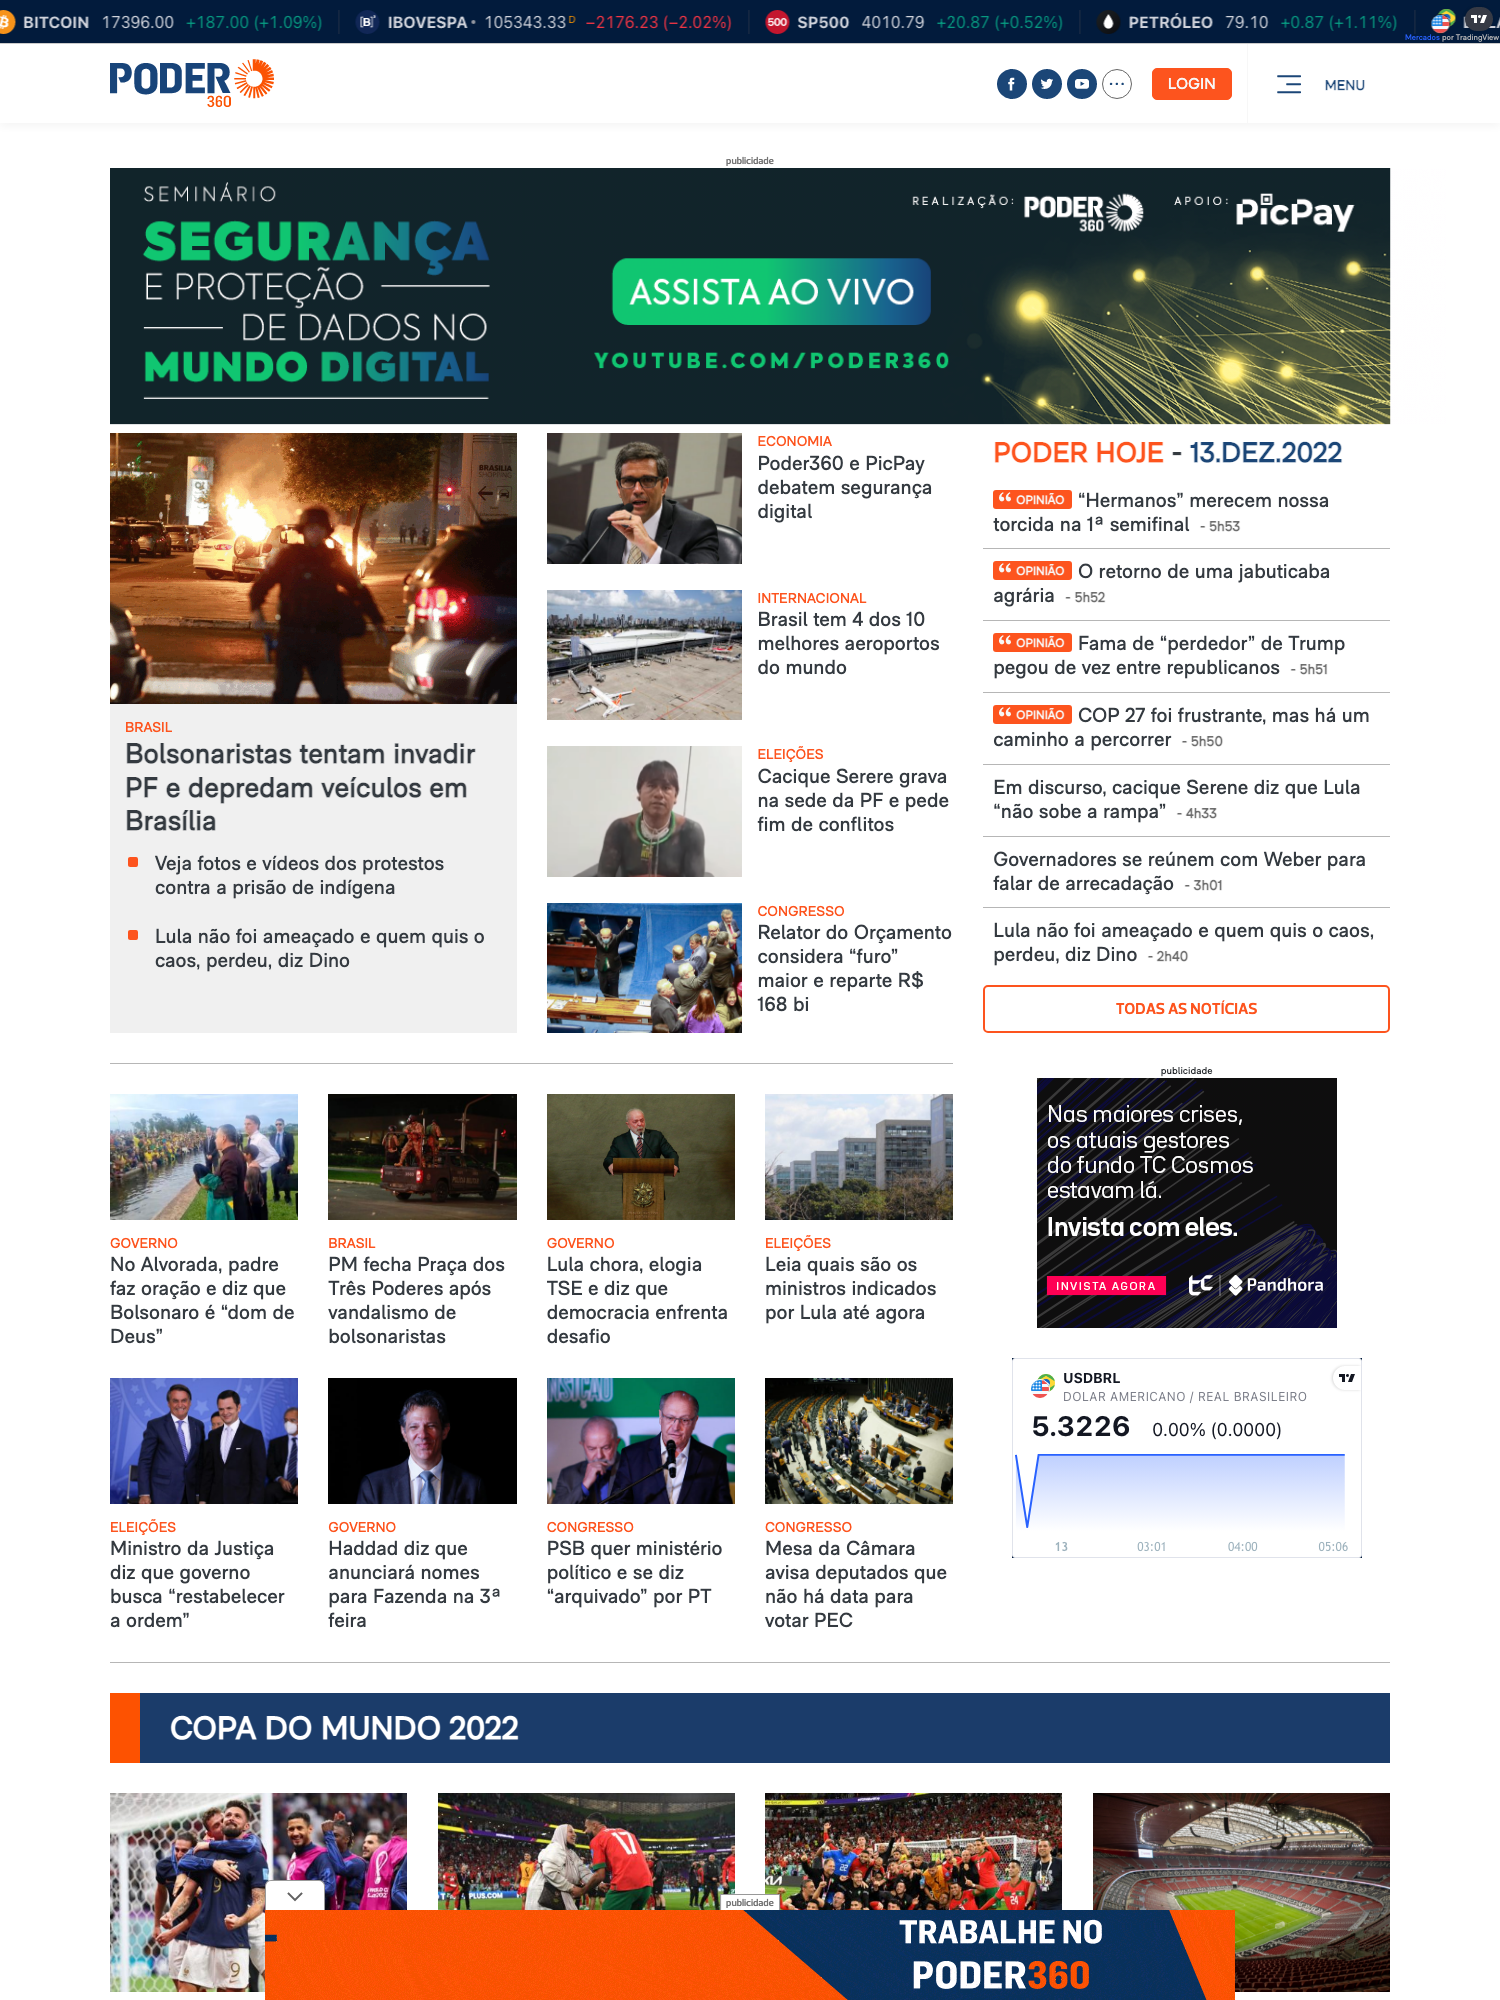 BITCOIN 17396.00 +187.00 (+1.09%)
IBOVESPA • 105343.33 D −2176.23 (−2.02%)
500 SP500 4010.79 +20.87 (+0.52%)
PETRÓLEO 79.10 +0.87 (+1.11%)
Mercados por TradingView
PODER
360
LOGIN
MENU
publicidade
SEMINÁRIO
SEGURANÇA
E PROTEÇÃO
DE DADOS NO
MUNDO DIGITAL
ASSISTA AO VIVO
YOUTUBE.COM/PODER360
REALIZAÇÃO:
PODER
360
APOIO:
PicPay
BRASILIA
SHOPPING
BRASIL
Bolsonaristas tentam invadir
PF e depredam veículos em
Brasília
Veja fotos e vídeos dos protestos
contra a prisão de indígena
Lula não foi ameaçado e quem quis o
caos, perdeu, diz Dino
ECONOMIA
Poder360 e PicPay
debatem segurança
digital
INTERNACIONAL
Brasil tem 4 dos 10
melhores aeroportos
do mundo
ELEIÇÕES
Cacique Serere grava
na sede da PF e pede
fim de conflitos
CONGRESSO
Relator do Orçamento
considera “furo”
maior e reparte R$
168 bi
PODER HOJE - 13.DEZ.2022
“ OPINIÃO “Hermanos” merecem nossa
torcida na 1ª semifinal - 5h53
“ OPINIÃO O retorno de uma jabuticaba
agrária - 5h52
“ OPINIÃO Fama de “perdedor” de Trump
pegou de vez entre republicanos - 5h51
“ OPINIÃO COP 27 foi frustrante, mas há um
caminho a percorrer - 5h50
Em discurso, cacique Serene diz que Lula
“não sobe a rampa” - 4h33
Governadores se reúnem com Weber para
falar de arrecadação - 3h01
Lula não foi ameaçado e quem quis o caos,
perdeu, diz Dino - 2h40
TODAS AS NOTÍCIAS
GOVERNO
No Alvorada, padre
faz oração e diz que
Bolsonaro é “dom de
Deus”
BRASIL
PM fecha Praça dos
Três Poderes após
vandalismo de
bolsonaristas
GOVERNO
Lula chora, elogia
TSE e diz que
democracia enfrenta
desafio
ELEIÇÕES
Leia quais são os
ministros indicados
por Lula até agora
publicidade
Nas maiores crises,
os atuais gestores
do fundo TC Cosmos
estavam lá.
Invista com eles.
INVISTA AGORA
tc | Pandhora
USDBRL
DOLAR AMERICANO / REAL BRASILEIRO
5.3226 0.00% (0.0000)
13 03:01 04:00 05:06
ELEIÇÕES
Ministro da Justiça
diz que governo
busca “restabelecer
a ordem”
GOVERNO
Haddad diz que
anunciará nomes
para Fazenda na 3ª
feira
CONGRESSO
PSB quer ministério
político e se diz
“arquivado” por PT
CONGRESSO
Mesa da Câmara
avisa deputados que
não há data para
votar PEC
COPA DO MUNDO 2022
17
22
24
9
9
publicidade
TRABALHE NO
PODER360